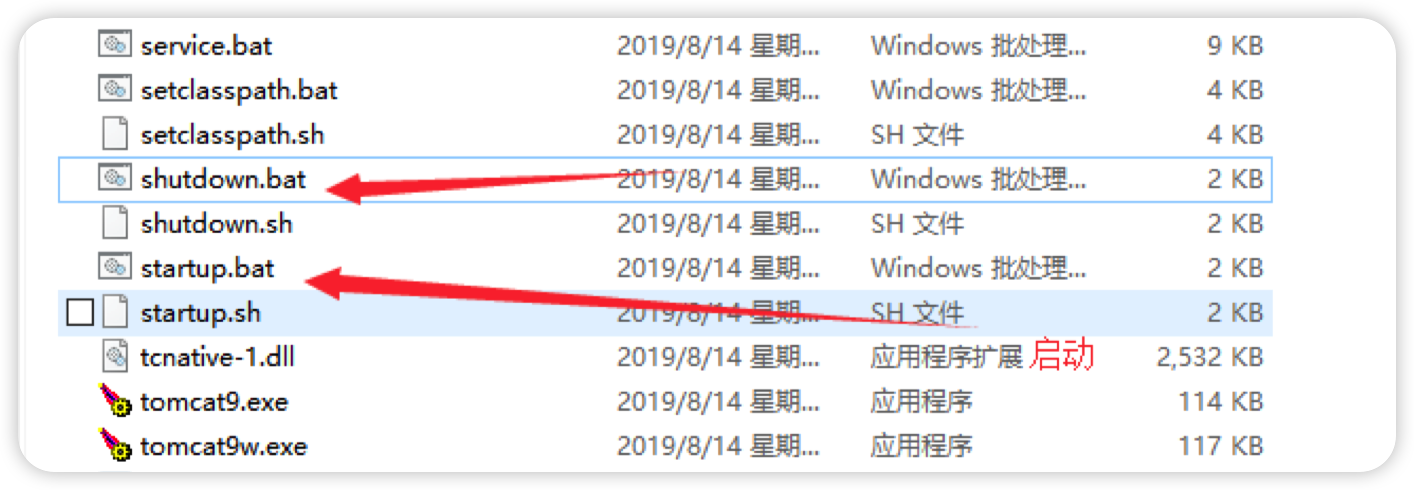 service.bat 2019/8/14 星期... Windows 批处理... 9 KB
setclasspath.bat 2019/8/14 星期... Windows 批处理... 4 KB
setclasspath.sh 2019/8/14 星期... SH 文件 4 KB
shutdown.bat 2019/8/14 星期... Windows 批处理... 2 KB
shutdown.sh 2019/8/14 星期... SH 文件 2 KB
startup.bat 2019/8/14 星期... Windows 批处理... 2 KB
startup.sh 2019/8/14 星期... SH 文件 2 KB
tcnative-1.dll 2019/8/14 星期... 应用程序扩展 启动 2,532 KB
tomcat9.exe 2019/8/14 星期... 应用程序 114 KB
tomcat9w.exe 2019/8/14 星期... 应用程序 117 KB